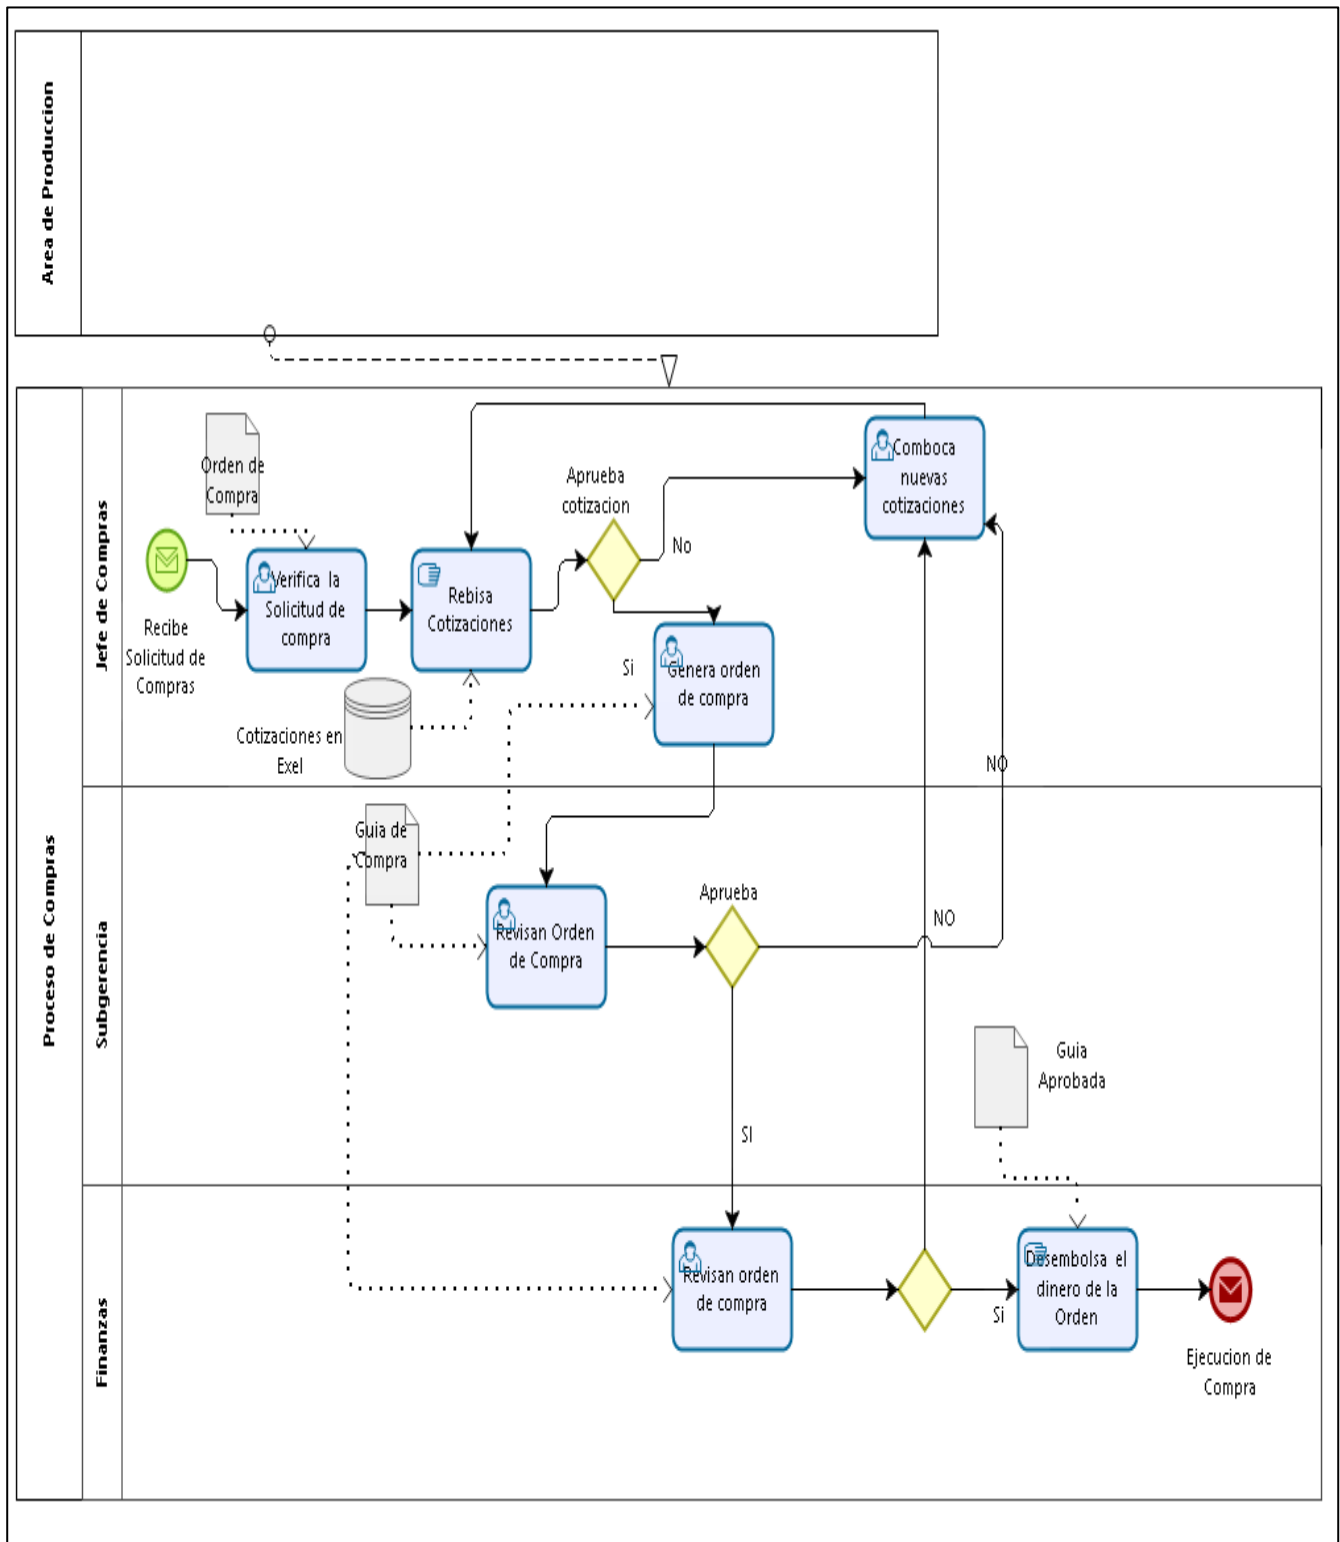 Area de Produccion
Proceso de Compras
Jefe de Compras
Orden de
Compra
Recibe
Solicitud de
Compras
Verifica la
Solicitud de
compra
Rebisa
Cotizaciones
Cotizaciones en
Exel
Aprueba
cotizacion
No
Si
Genera orden
de compra
Comboca
nuevas
cotizaciones
NO
Subgerencia
Guia de
Compra
Revisan Orden
de Compra
Aprueba
NO
SI
Guia
Aprobada
Finanzas
Revisan orden
de compra
Si
Desembolsa el
dinero de la
Orden
Ejecucion de
Compra